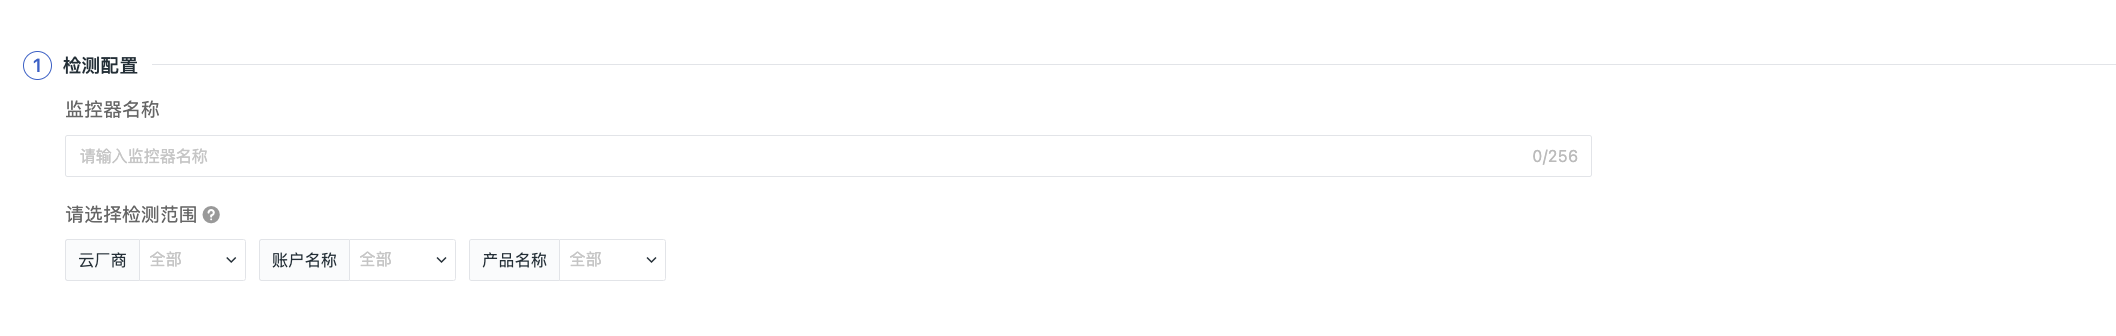 1 检测配置
监控器名称
请输入监控器名称 0/256
请选择检测范围 ?
云厂商 全部 账户名称 全部 产品名称 全部